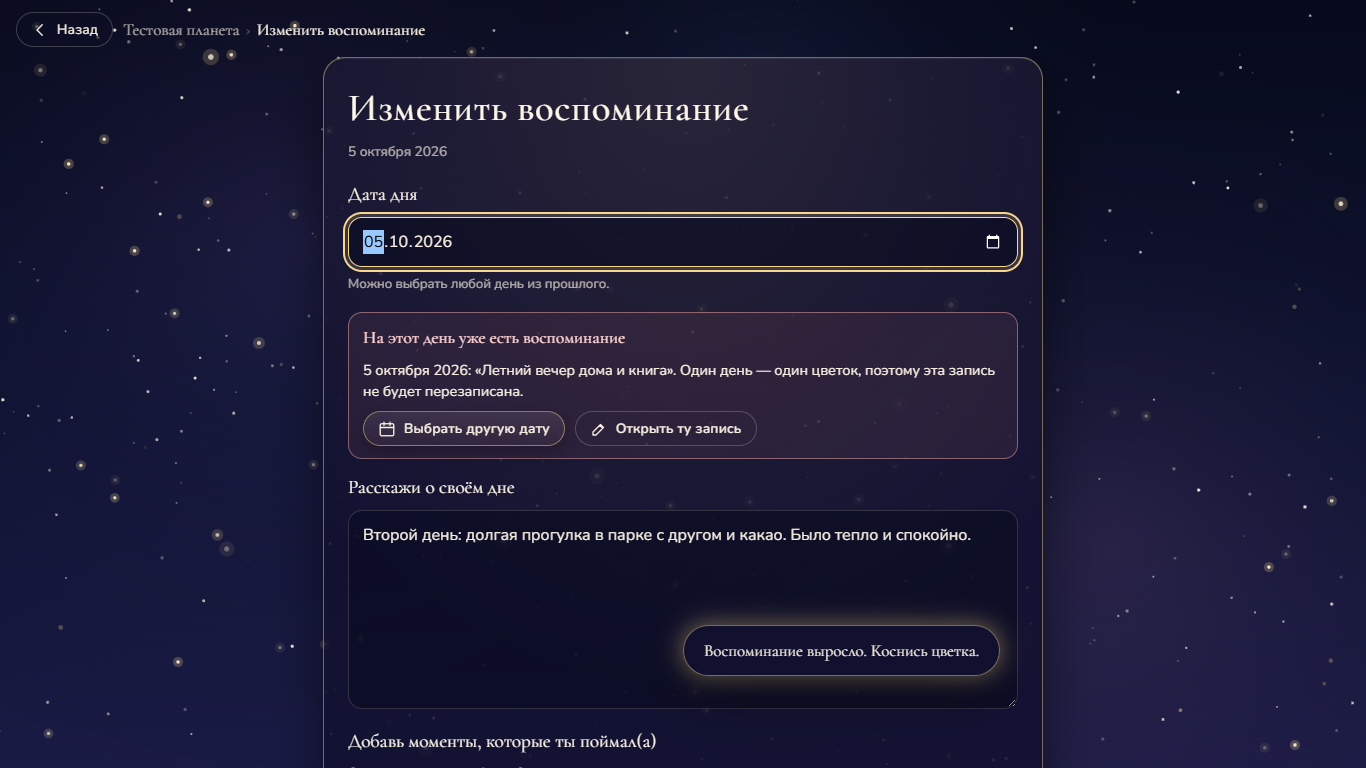 Назад Тестовая планета › Изменить воспоминание
Изменить воспоминание
5 октября 2026
Дата дня
05.10.2026
Можно выбрать любой день из прошлого.
На этот день уже есть воспоминание
5 октября 2026: «Летний вечер дома и книга». Один день — один цветок, поэтому эта запись
не будет перезаписана.
Выбрать другую дату Открыть ту запись
Расскажи о своём дне
Второй день: долгая прогулка в парке с другом и какао. Было тепло и спокойно.
Воспоминание выросло. Коснись цветка.
Добавь моменты, которые ты поймал(а)